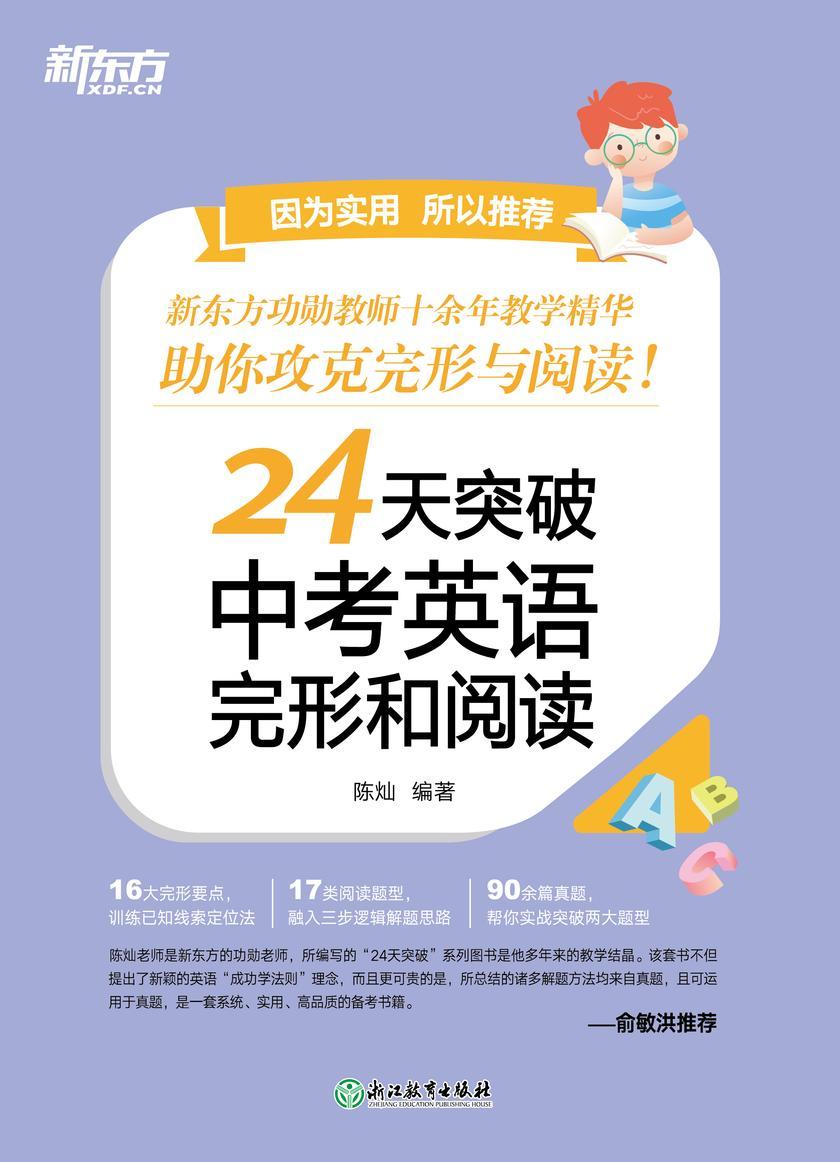 新东方
XDF.CN
因为实用 所以推荐
新东方功勋教师十余年教学精华
助你攻克完形与阅读!
24天突破
中考英语
完形和阅读
陈灿 编著
A B
C
16大完形要点,
训练已知线索定位法
17类阅读题型,
融入三步逻辑解题思路
90余篇真题,
帮你实战突破两大题型
陈灿老师是新东方的功勋老师,所编写的“24天突破”系列图书是他多年来的教学结晶。该套书不但
提出了新颖的英语“成功学法则”理念,而且更可贵的是,所总结的诸多解题方法均来自真题,且可运
用于真题,是一套系统、实用、高品质的备考书籍。
——俞敏洪推荐
浙江教育出版社
ZHEJIANG EDUCATION PUBLISHING HOUSE